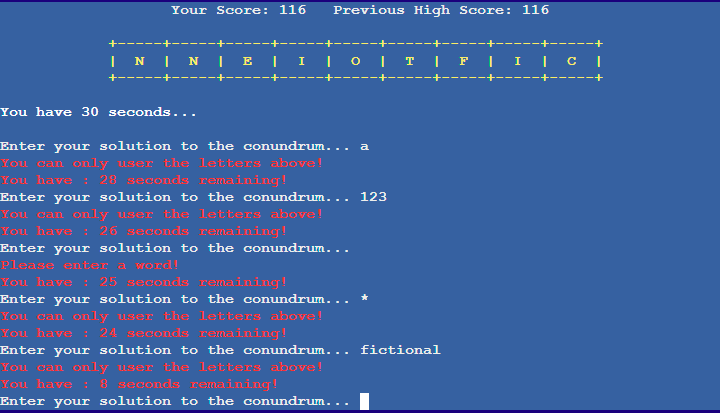 Your Score: 116   Previous High Score: 116
+-----+-----+-----+-----+-----+-----+-----+-----+-----+
|  N  |  N  |  E  |  I  |  O  |  T  |  F  |  I  |  C  |
+-----+-----+-----+-----+-----+-----+-----+-----+-----+
You have 30 seconds...
Enter your solution to the conundrum... a
You can only user the letters above!
You have : 28 seconds remaining!
Enter your solution to the conundrum... 123
You can only user the letters above!
You have : 26 seconds remaining!
Enter your solution to the conundrum...
Please enter a word!
You have : 25 seconds remaining!
Enter your solution to the conundrum... *
You can only user the letters above!
You have : 24 seconds remaining!
Enter your solution to the conundrum... fictional
You can only user the letters above!
You have : 8 seconds remaining!
Enter your solution to the conundrum...